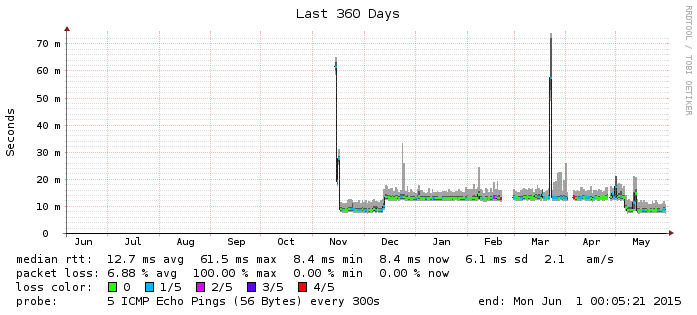 Last 360 Days
RRDTOOL / TOBI OETIKER
Seconds
70 m
60 m
50 m
40 m
30 m
20 m
10 m
0
Jun Jul Aug Sep Oct Nov Dec Jan Feb Mar Apr May
median rtt: 12.7 ms avg 61.5 ms max 8.4 ms min 8.4 ms now 6.1 ms sd 2.1 am/s
packet loss: 6.88 % avg 100.00 % max 0.00 % min 0.00 % now
loss color: 0 1/5 2/5 3/5 4/5
probe: 5 ICMP Echo Pings (56 Bytes) every 300s end: Mon Jun 1 00:05:21 2015